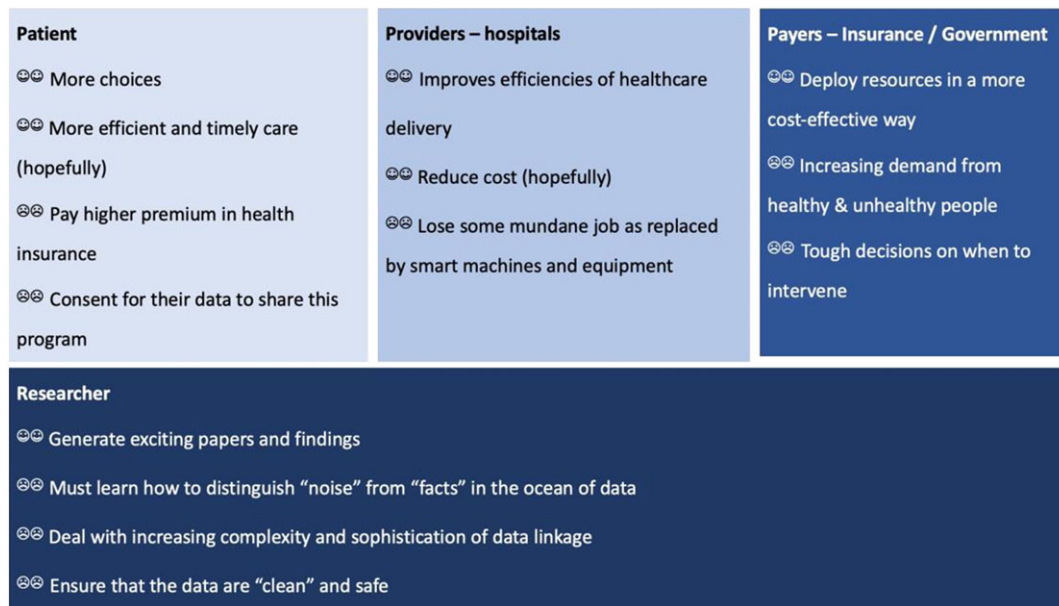 Patient
☺☺ More choices
☺☺ More efficient and timely care
(hopefully)
☹☹ Pay higher premium in health
insurance
☹☹ Consent for their data to share this
program
Providers – hospitals
☺☺ Improves efficiencies of healthcare
delivery
☺☺ Reduce cost (hopefully)
☹☹ Lose some mundane job as replaced
by smart machines and equipment
Payers – Insurance / Government
☺☺ Deploy resources in a more
cost-effective way
☹☹ Increasing demand from
healthy & unhealthy people
☹☹ Tough decisions on when to
intervene
Researcher
☺☺ Generate exciting papers and findings
☹☹ Must learn how to distinguish “noise” from “facts” in the ocean of data
☹☹ Deal with increasing complexity and sophistication of data linkage
☹☹ Ensure that the data are “clean” and safe